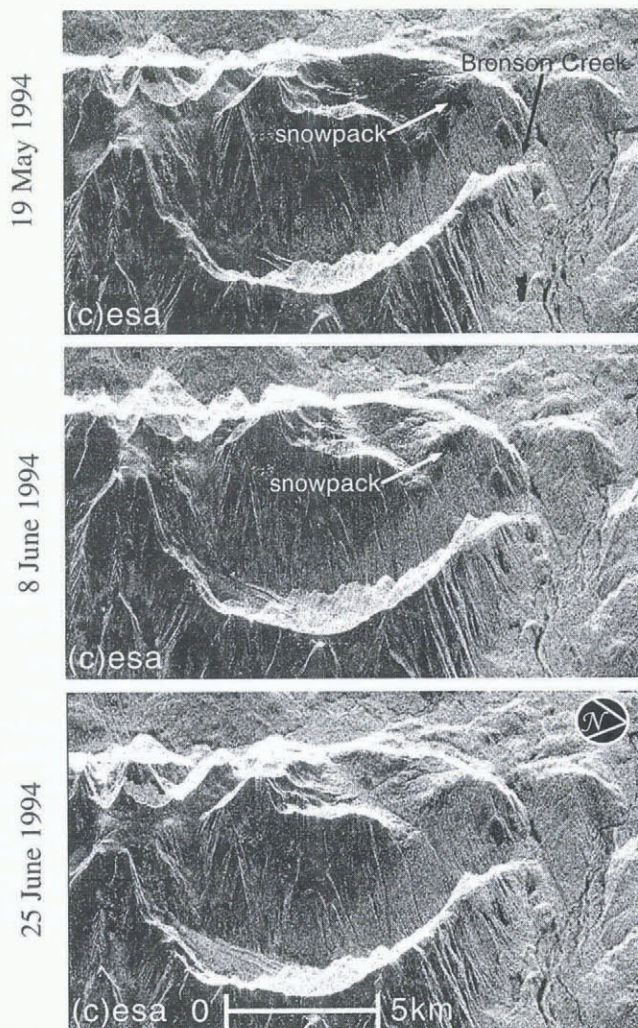 19 May 1994
Bronson Creek
snowpack
(c)esa
8 June 1994
snowpack
(c)esa
25 June 1994
N
(c)esa 0 5km